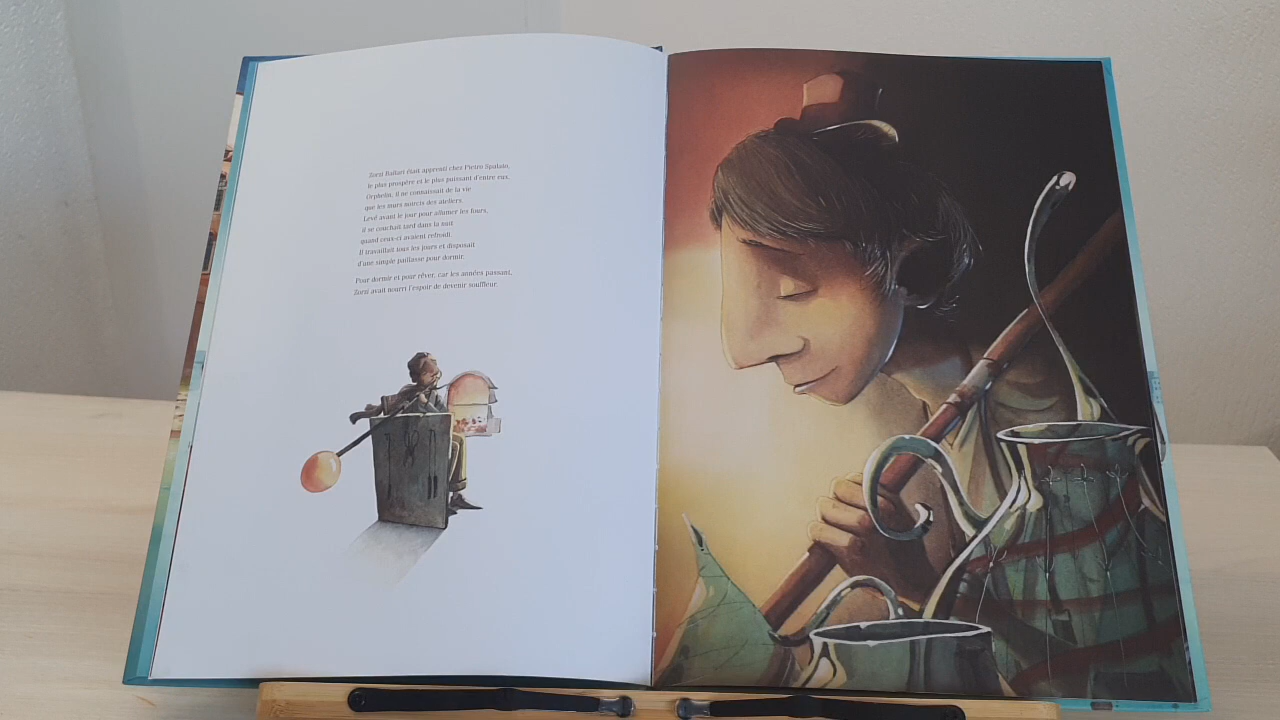 Zorzi Ballari était apprenti chez Pietro Spalato,
le plus prospère et le plus puissant d'entre eux.
Orphelin, il ne connaissait de la vie
que les murs noircis des ateliers.
Levé avant le jour pour allumer les fours,
il se couchait tard dans la nuit
quand ceux-ci avaient refroidi.
Il travaillait tous les jours et disposait
d'une simple paillasse pour dormir.
Pour dormir et pour rêver, car les années passant,
Zorzi avait nourri l'espoir de devenir souffleur.